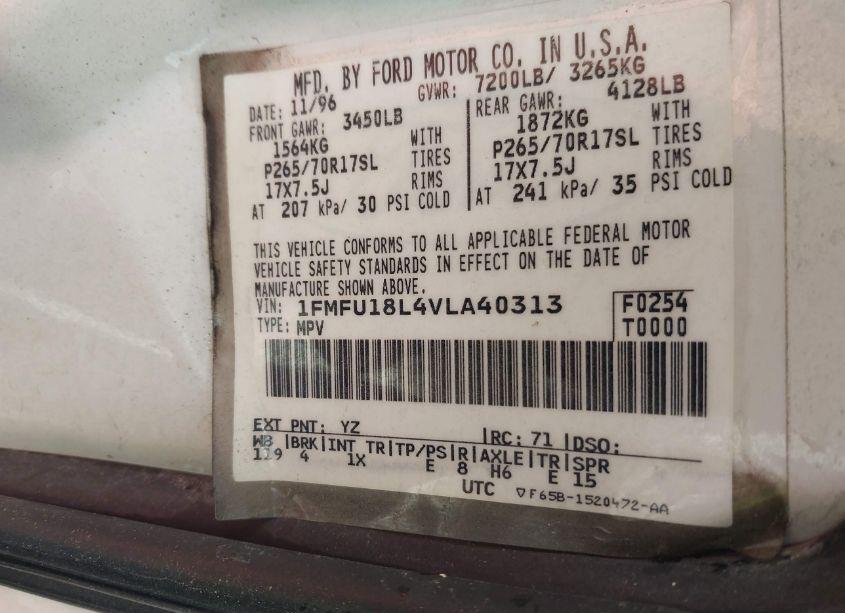 MFD. BY FORD MOTOR CO. IN U.S.A.
DATE: 11/96 GVWR: 7200LB/ 3265KG
FRONT GAWR: 3450LB REAR GAWR: 4128LB
1564KG WITH 1872KG WITH
P265/70R17SL TIRES P265/70R17SL TIRES
17X7.5J RIMS 17X7.5J RIMS
AT 207 kPa/ 30 PSI COLD AT 241 kPa/ 35 PSI COLD
THIS VEHICLE CONFORMS TO ALL APPLICABLE FEDERAL MOTOR
VEHICLE SAFETY STANDARDS IN EFFECT ON THE DATE OF
MANUFACTURE SHOWN ABOVE.
VIN: 1FMFU18L4VLA40313 F0254
TYPE: MPV T0000
EXT PNT: YZ RC: 71 DSO:
WB BRK INT TR TP/PS R AXLE TR SPR
119 4 1X E 8 H6 E 15
UTC ▽F65B-1520472-AA